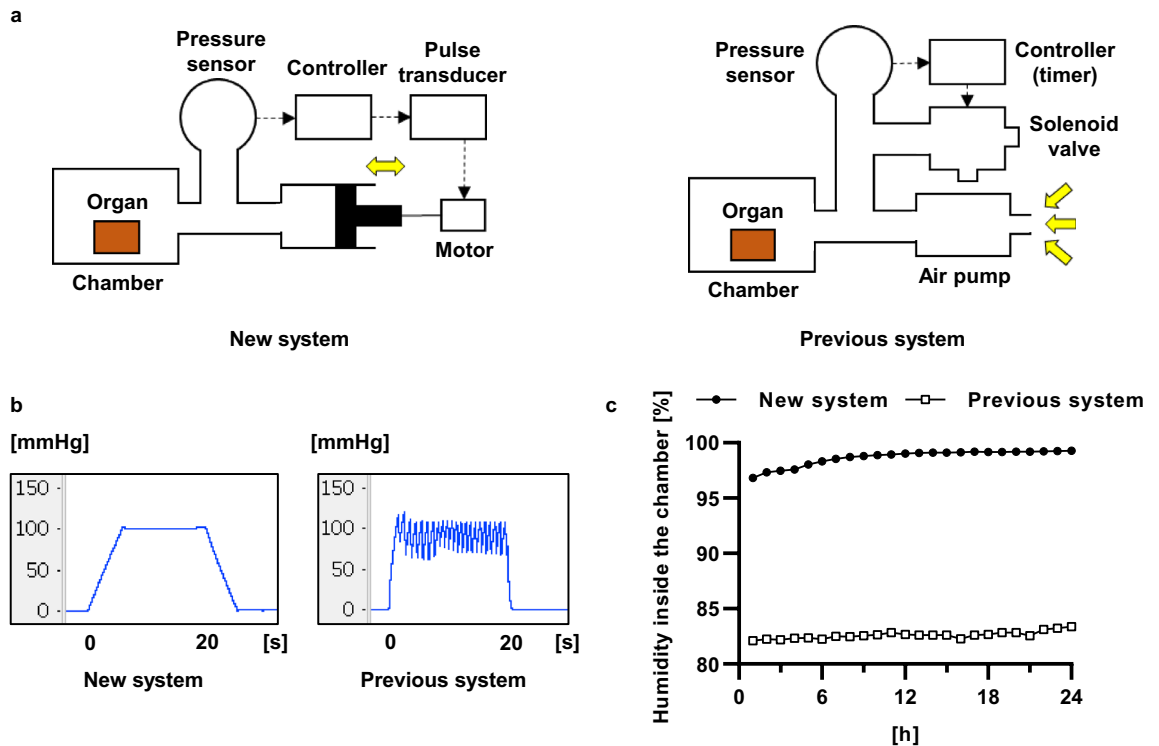 a
Pressure
sensor
Controller
Pulse
transducer
Organ
Chamber
Motor
New system
Pressure
sensor
Controller
(timer)
Solenoid
valve
Organ
Chamber
Air pump
Previous system
b
[mmHg]
150
100
50
0
0 20 [s]
New system
[mmHg]
150
100
50
0
0 20 [s]
Previous system
c
New system Previous system
Humidity inside the chamber [%]
100
95
90
85
80
0 6 12 18 24
[h]